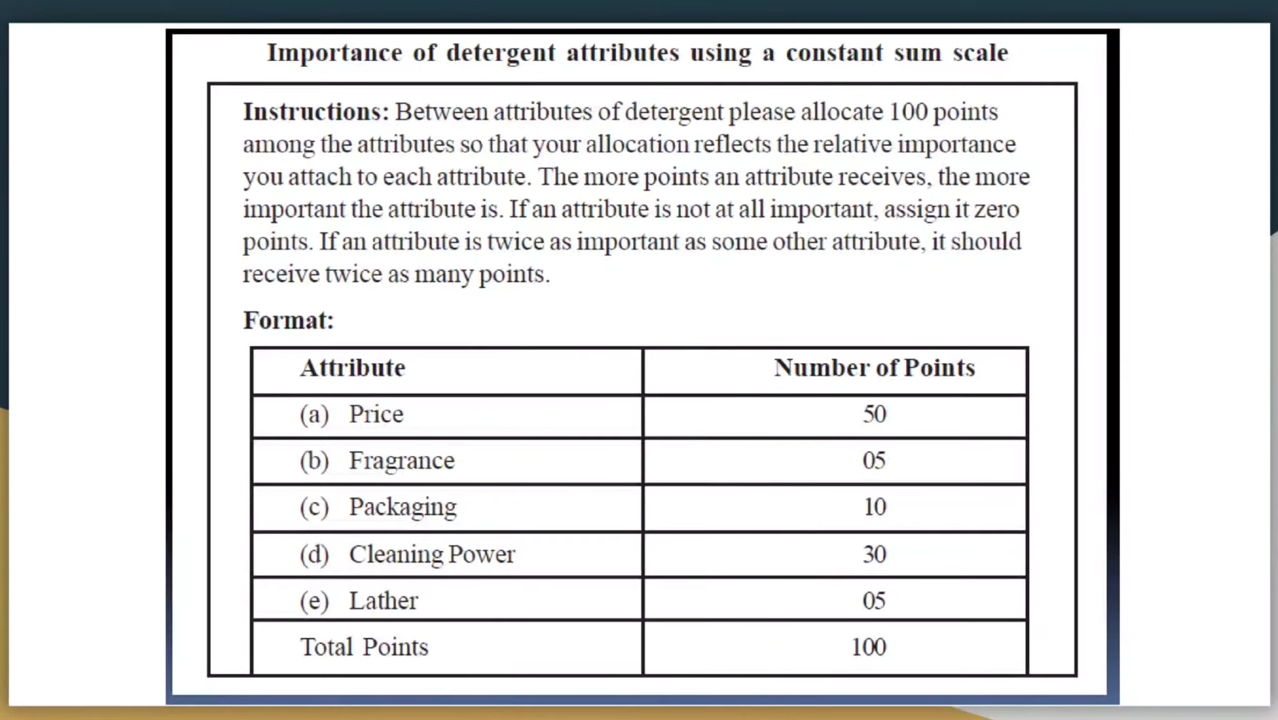 Importance of detergent attributes using a constant sum scale
Instructions: Between attributes of detergent please allocate 100 points
among the attributes so that your allocation reflects the relative importance
you attach to each attribute. The more points an attribute receives, the more
important the attribute is. If an attribute is not at all important, assign it zero
points. If an attribute is twice as important as some other attribute, it should
receive twice as many points.
Format:
Attribute Number of Points
(a) Price 50
(b) Fragrance 05
(c) Packaging 10
(d) Cleaning Power 30
(e) Lather 05
Total Points 100